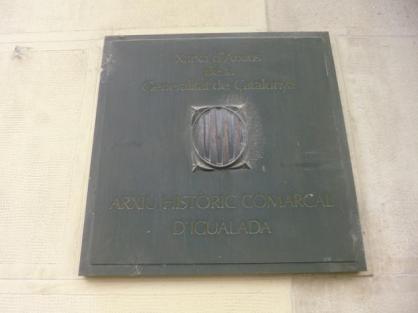 Xarxa d'Arxius
de la
Generalitat de Catalunya
ARXIU HISTÒRIC COMARCAL
D'IGUALADA